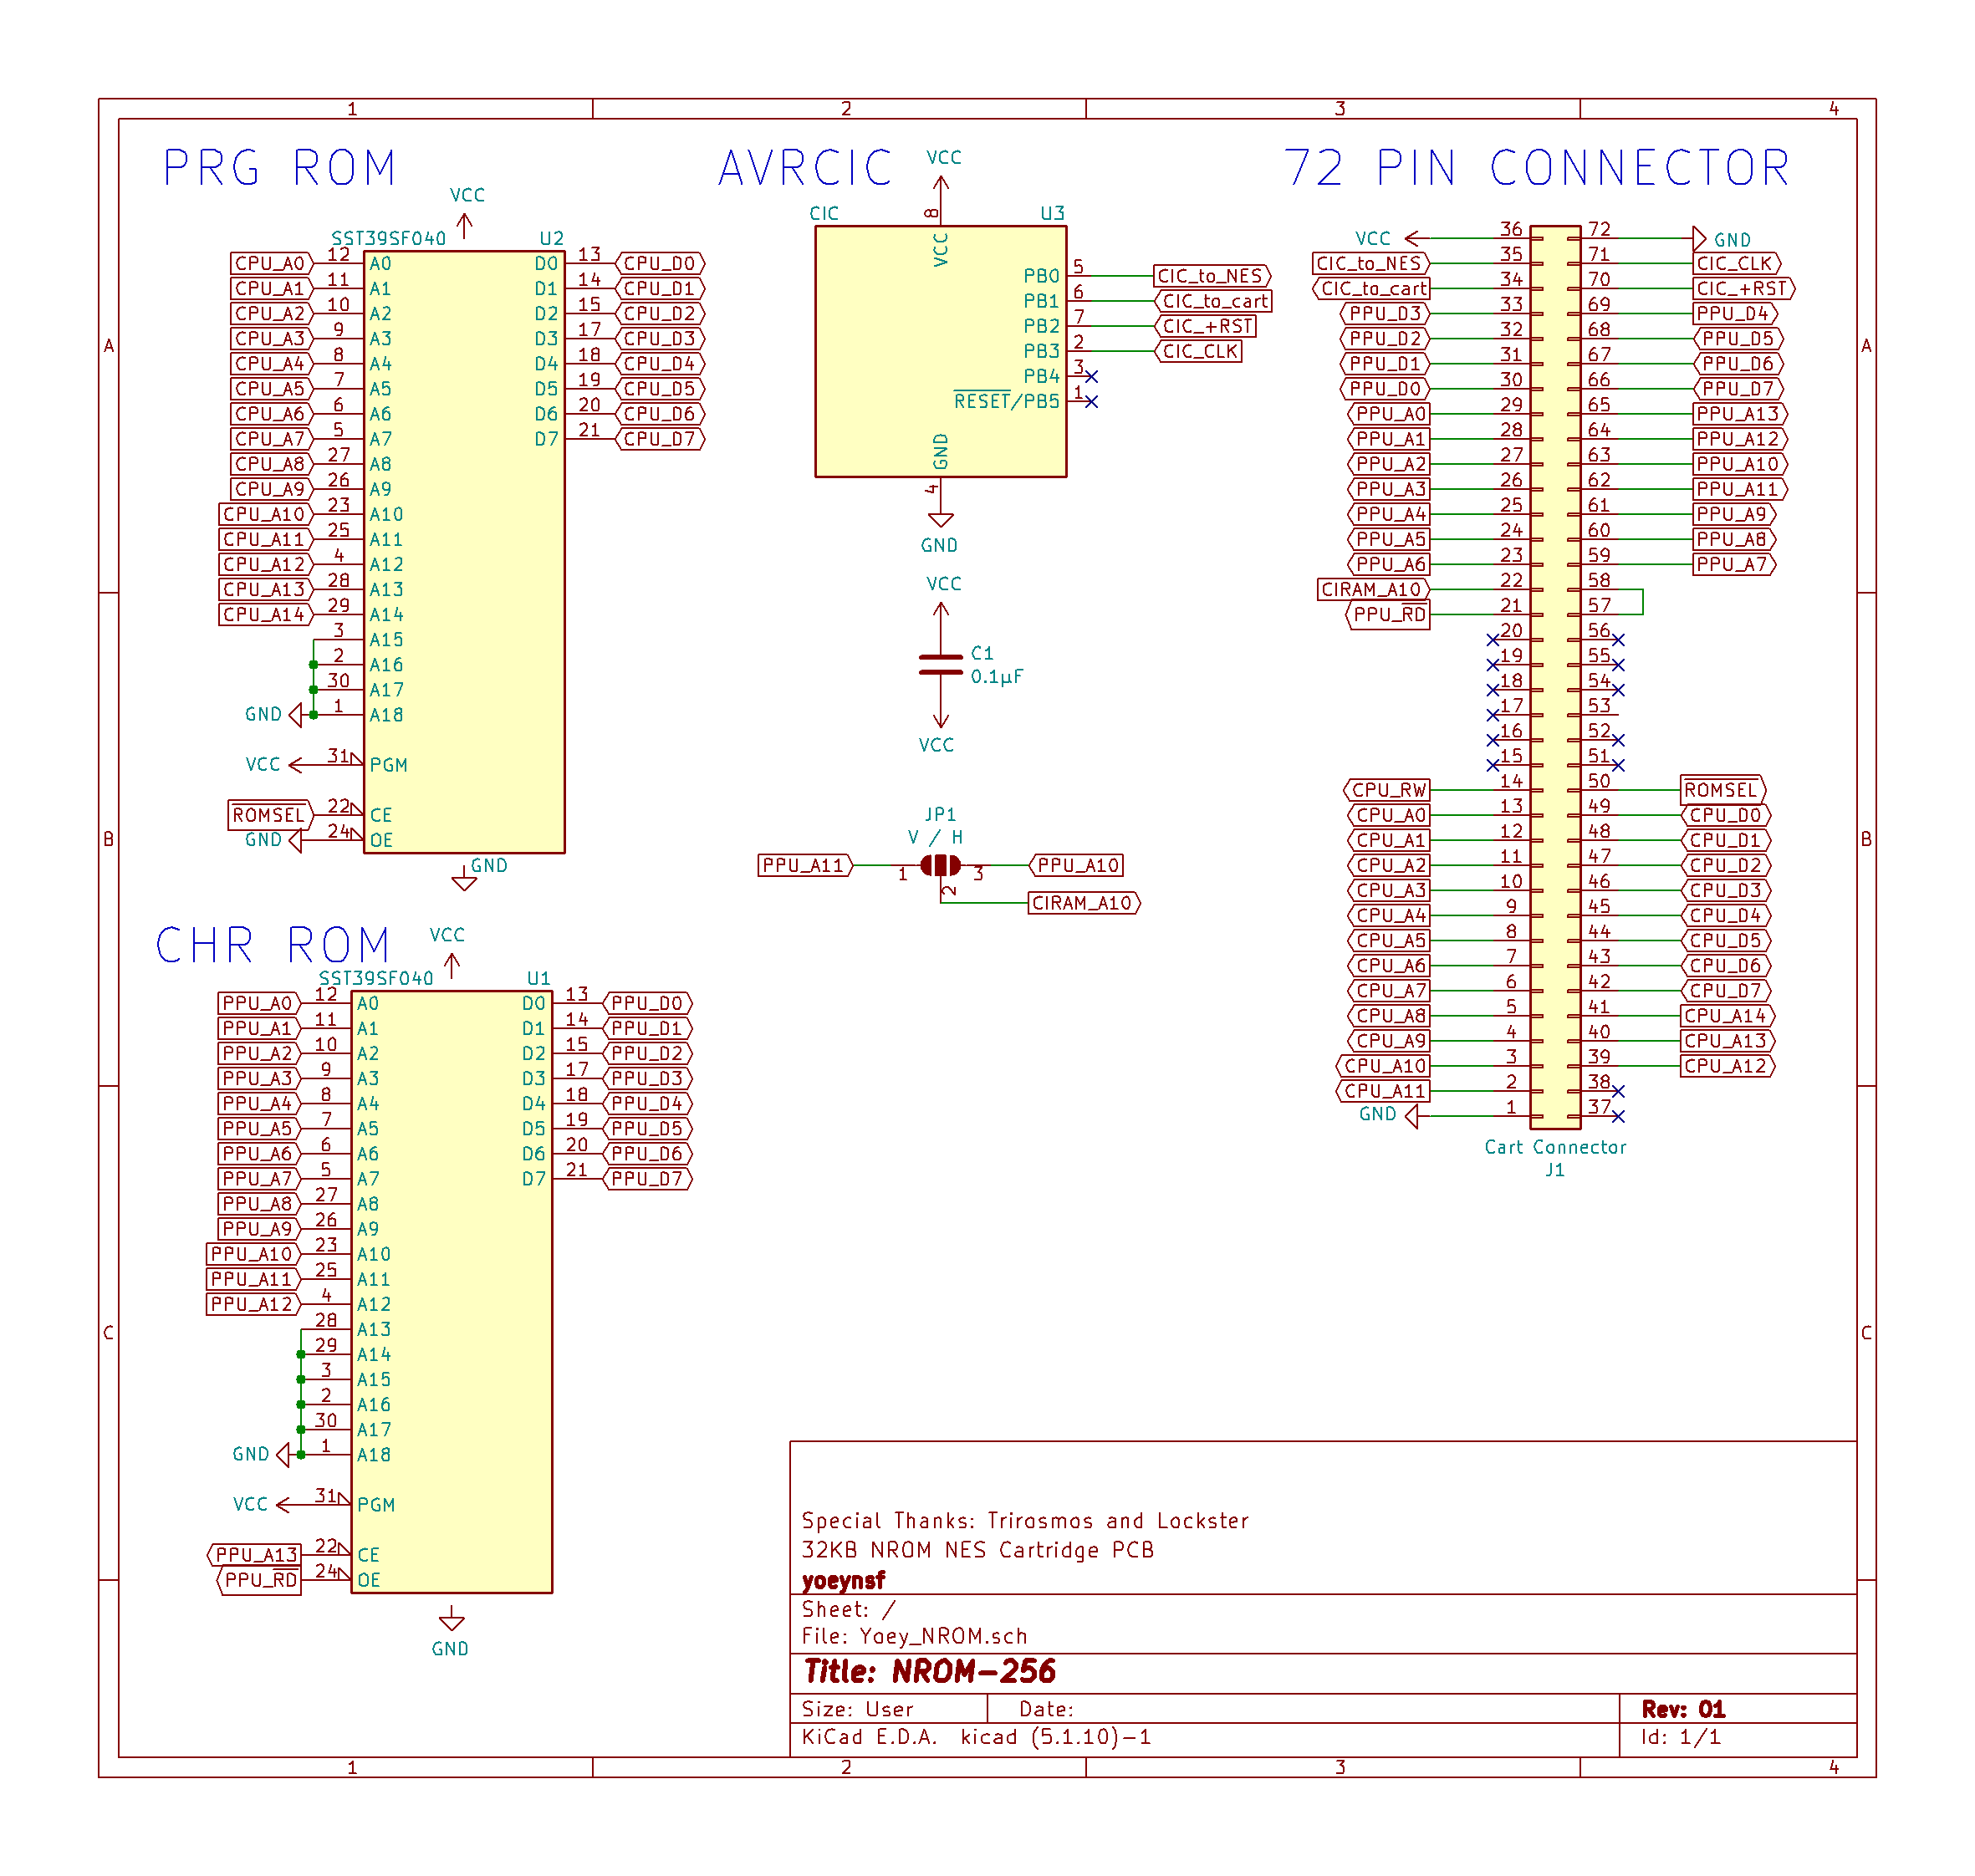 1 2 3 4
A
B
C
PRG ROM
VCC
SST39SF040 U2
CPU_A0 12 A0 D0 13 CPU_D0
CPU_A1 11 A1 D1 14 CPU_D1
CPU_A2 10 A2 D2 15 CPU_D2
CPU_A3 9 A3 D3 17 CPU_D3
CPU_A4 8 A4 D4 18 CPU_D4
CPU_A5 7 A5 D5 19 CPU_D5
CPU_A6 6 A6 D6 20 CPU_D6
CPU_A7 5 A7 D7 21 CPU_D7
CPU_A8 27 A8
CPU_A9 26 A9
CPU_A10 23 A10
CPU_A11 25 A11
CPU_A12 4 A12
CPU_A13 28 A13
CPU_A14 29 A14
3 A15
2 A16
30 A17
GND 1 A18
VCC 31 PGM
ROMSEL 22 CE
GND 24 OE
GND
CHR ROM
VCC
SST39SF040 U1
PPU_A0 12 A0 D0 13 PPU_D0
PPU_A1 11 A1 D1 14 PPU_D1
PPU_A2 10 A2 D2 15 PPU_D2
PPU_A3 9 A3 D3 17 PPU_D3
PPU_A4 8 A4 D4 18 PPU_D4
PPU_A5 7 A5 D5 19 PPU_D5
PPU_A6 6 A6 D6 20 PPU_D6
PPU_A7 5 A7 D7 21 PPU_D7
PPU_A8 27 A8
PPU_A9 26 A9
PPU_A10 23 A10
PPU_A11 25 A11
PPU_A12 4 A12
28 A13
29 A14
3 A15
2 A16
30 A17
GND 1 A18
VCC 31 PGM
PPU_A13 22 CE
PPU_RD 24 OE
GND
AVRCIC
VCC
CIC 8 U3
VCC
PB0 5 CIC_to_NES
PB1 6 CIC_to_cart
PB2 7 CIC_+RST
PB3 2 CIC_CLK
PB4 3
RESET/PB5 1
GND
4
GND
VCC
C1
0.1µF
VCC
JP1
V / H
PPU_A11 1 3 PPU_A10
2
CIRAM_A10
72 PIN CONNECTOR
VCC 36 72 GND
CIC_to_NES 35 71 CIC_CLK
CIC_to_cart 34 70 CIC_+RST
PPU_D3 33 69 PPU_D4
PPU_D2 32 68 PPU_D5
PPU_D1 31 67 PPU_D6
PPU_D0 30 66 PPU_D7
PPU_A0 29 65 PPU_A13
PPU_A1 28 64 PPU_A12
PPU_A2 27 63 PPU_A10
PPU_A3 26 62 PPU_A11
PPU_A4 25 61 PPU_A9
PPU_A5 24 60 PPU_A8
PPU_A6 23 59 PPU_A7
CIRAM_A10 22 58
PPU_RD 21 57
20 56
19 55
18 54
17 53
16 52
15 51
CPU_RW 14 50 ROMSEL
CPU_A0 13 49 CPU_D0
CPU_A1 12 48 CPU_D1
CPU_A2 11 47 CPU_D2
CPU_A3 10 46 CPU_D3
CPU_A4 9 45 CPU_D4
CPU_A5 8 44 CPU_D5
CPU_A6 7 43 CPU_D6
CPU_A7 6 42 CPU_D7
CPU_A8 5 41 CPU_A14
CPU_A9 4 40 CPU_A13
CPU_A10 3 39 CPU_A12
CPU_A11 2 38
GND 1 37
Cart Connector
J1
A
B
C
Special Thanks: Trirosmos and Lockster
32KB NROM NES Cartridge PCB
yoeynsf
Sheet: /
File: Yoey_NROM.sch
Title: NROM-256
Size: User Date: Rev: 01
KiCad E.D.A. kicad (5.1.10)-1 Id: 1/1
1 2 3 4